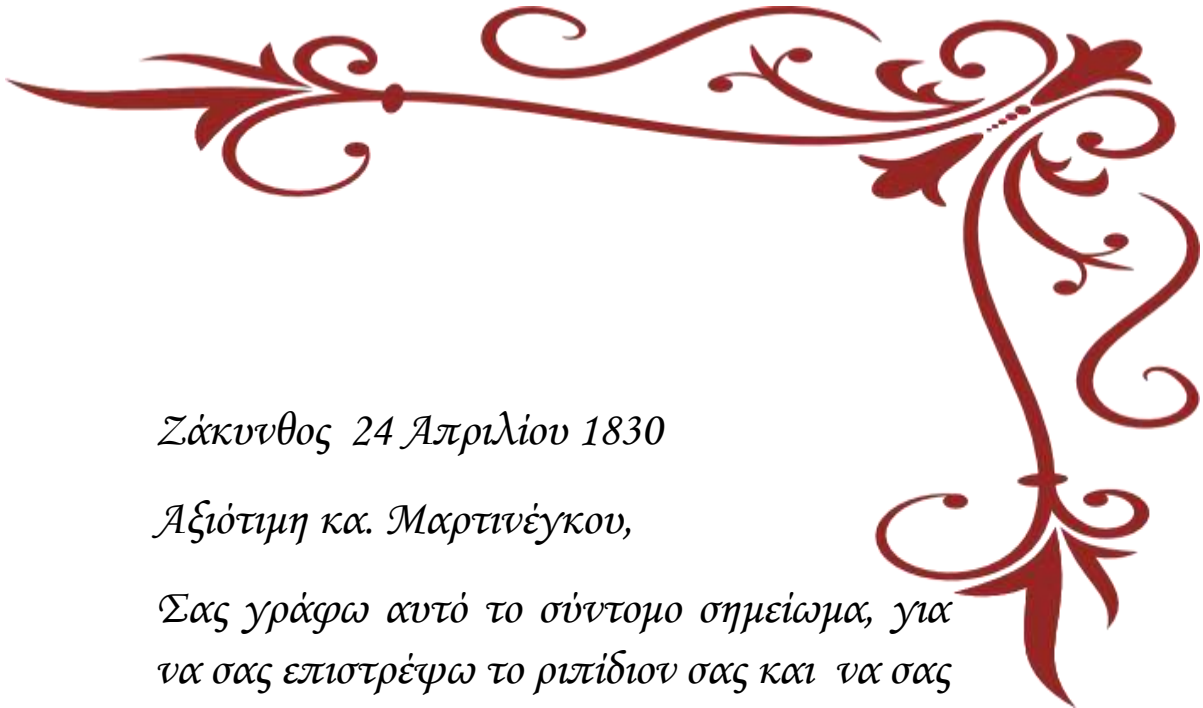 Ζάκυνθος 24 Απριλίου 1830
Αξιότιμη κα. Μαρτινέγκου,
Σας γράφω αυτό το σύντομο σημείωμα, για
να σας επιστρέψω το ριπίδιον σας και να σας